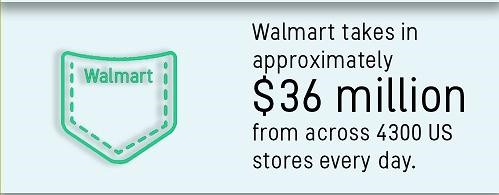 Walmart
Walmart takes in
approximately
$36 million
from across 4300 US
stores every day.